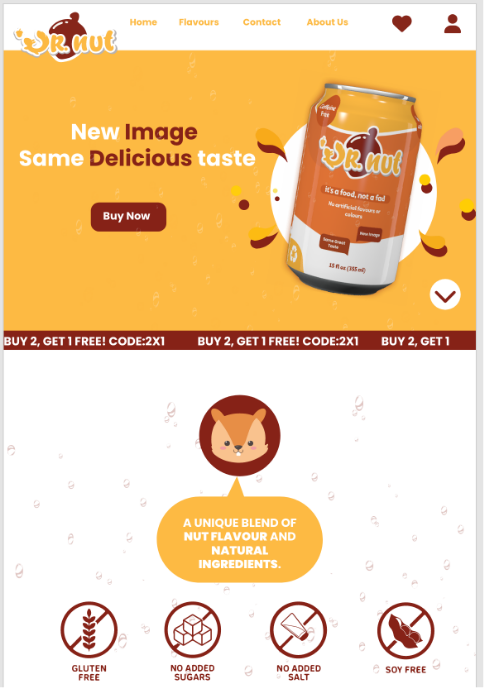 Dr nut
Home Flavours Contact About Us
New Image
Same Delicious taste
Buy Now
Caffeine
Free
Dr nut
it's a food, not a fad
No artificial flavours or
colours
New Image
Same Great
Taste
12 fl oz (355 ml)
BUY 2, GET 1 FREE! CODE:2X1 BUY 2, GET 1 FREE! CODE:2X1 BUY 2, GET 1
A UNIQUE BLEND OF
NUT FLAVOUR AND
NATURAL
INGREDIENTS.
GLUTEN
FREE
NO ADDED
SUGARS
NO ADDED
SALT
SOY FREE